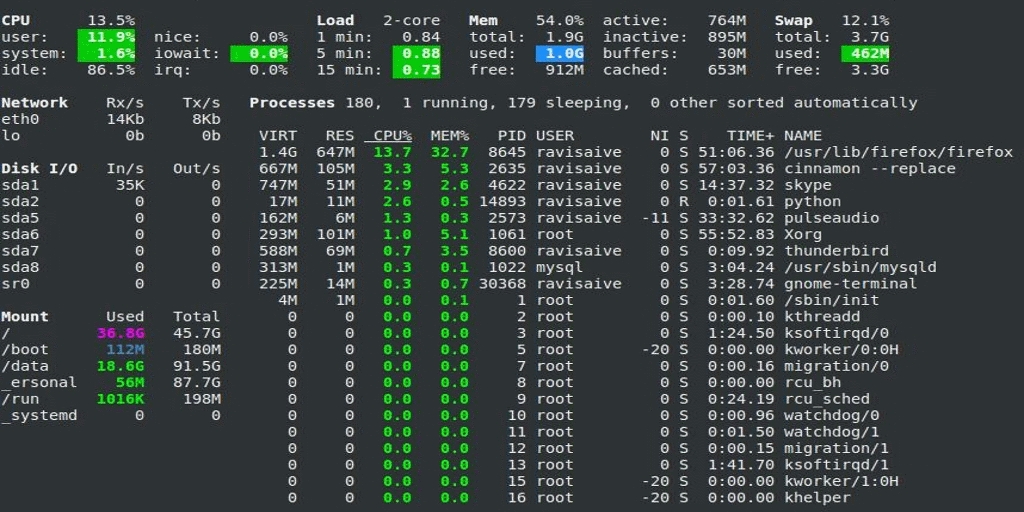 CPU 13.5% Load 2-core Mem 54.0% active: 764M Swap 12.1%
user: 11.9% nice: 0.0% 1 min: 0.84 total: 1.9G inactive: 895M total: 3.7G
system: 1.6% iowait: 0.0% 5 min: 0.88 used: 1.0G buffers: 30M used: 462M
idle: 86.5% irq: 0.0% 15 min: 0.73 free: 912M cached: 653M free: 3.3G
Network Rx/s Tx/s Processes 180, 1 running, 179 sleeping, 0 other sorted automatically
eth0 14Kb 8Kb
lo 0b 0b VIRT RES CPU% MEM% PID USER NI S TIME+ NAME
1.4G 647M 13.7 32.7 8645 ravisaive 0 S 51:06.36 /usr/lib/firefox/firefox
Disk I/O In/s Out/s 667M 105M 3.3 5.3 2635 ravisaive 0 S 57:03.36 cinnamon --replace
sda1 35K 0 747M 51M 2.9 2.6 4622 ravisaive 0 S 14:37.32 skype
sda2 0 0 17M 11M 2.6 0.5 14893 ravisaive 0 R 0:01.61 python
sda5 0 0 162M 6M 1.3 0.3 2573 ravisaive -11 S 33:32.62 pulseaudio
sda6 0 0 293M 101M 1.0 5.1 1061 root 0 S 55:52.83 Xorg
sda7 0 0 588M 69M 0.7 3.5 8600 ravisaive 0 S 0:09.92 thunderbird
sda8 0 0 313M 1M 0.3 0.1 1022 mysql 0 S 3:04.24 /usr/sbin/mysqld
sr0 0 0 225M 14M 0.3 0.7 30368 ravisaive 0 S 3:28.74 gnome-terminal
4M 1M 0.0 0.1 1 root 0 S 0:01.60 /sbin/init
Mount Used Total 0 0 0.0 0.0 2 root 0 S 0:00.10 kthreadd
/ 36.8G 45.7G 0 0 0.0 0.0 3 root 0 S 1:24.50 ksoftirqd/0
/boot 112M 180M 0 0 0.0 0.0 5 root -20 S 0:00.00 kworker/0:0H
/data 18.6G 91.5G 0 0 0.0 0.0 7 root 0 S 0:00.16 migration/0
_ersonal 56M 87.7G 0 0 0.0 0.0 8 root 0 S 0:00.00 rcu_bh
/run 1016K 198M 0 0 0.0 0.0 9 root 0 S 0:24.19 rcu_sched
_systemd 0 0 0 0 0.0 0.0 10 root 0 S 0:00.96 watchdog/0
0 0 0.0 0.0 11 root 0 S 0:01.50 watchdog/1
0 0 0.0 0.0 12 root 0 S 0:00.15 migration/1
0 0 0.0 0.0 13 root 0 S 1:41.70 ksoftirqd/1
0 0 0.0 0.0 15 root -20 S 0:00.00 kworker/1:0H
0 0 0.0 0.0 16 root -20 S 0:00.00 khelper